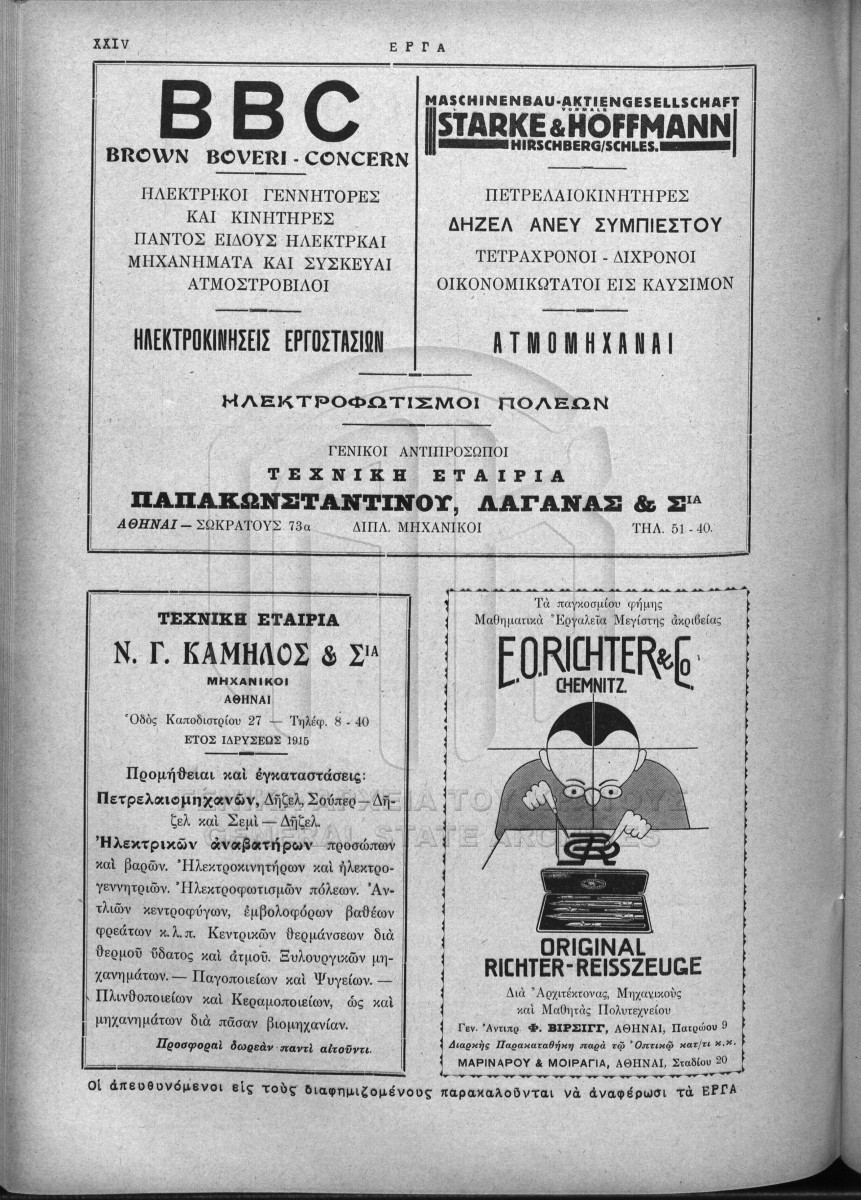 XXIV
ΕΡΓΑ
BBC
BROWN BOVERI - CONCERN
ΗΛΕΚΤΡΙΚΟΙ ΓΕΝΝΗΤΟΡΕΣ
ΚΑΙ ΚΙΝΗΤΗΡΕΣ
ΠΑΝΤΟΣ ΕΙΔΟΥΣ ΗΛΕΚΤΡΚΑΙ
ΜΗΧΑΝΗΜΑΤΑ ΚΑΙ ΣΥΣΚΕΥΑΙ
ΑΤΜΟΣΤΡΟΒΙΛΟΙ
ΗΛΕΚΤΡΟΚΙΝΗΣΕΙΣ ΕΡΓΟΣΤΑΣΙΩΝ
MASCHINENBAU-AKTIENGESELLSCHAFT
VORMALS
STARKE & HOFFMANN
HIRSCHBERG/SCHLES.
ΠΕΤΡΕΛΑΙΟΚΙΝΗΤΗΡΕΣ
ΔΗΖΕΛ ΑΝΕΥ ΣΥΜΠΙΕΣΤΟΥ
ΤΕΤΡΑΧΡΟΝΟΙ - ΔΙΧΡΟΝΟΙ
ΟΙΚΟΝΟΜΙΚΩΤΑΤΟΙ ΕΙΣ ΚΑΥΣΙΜΟΝ
ΑΤΜΟΜΗΧΑΝΑΙ
ΗΛΕΚΤΡΟΦΩΤΙΣΜΟΙ ΠΟΛΕΩΝ
ΓΕΝΙΚΟΙ ΑΝΤΙΠΡΟΣΩΠΟΙ
ΤΕΧΝΙΚΗ ΕΤΑΙΡΙΑ
ΠΑΠΑΚΩΝΣΤΑΝΤΙΝΟΥ, ΛΑΓΑΝΑΣ & ΣΙΑ
ΑΘΗΝΑΙ — ΣΩΚΡΑΤΟΥΣ 73α ΔΙΠΛ. ΜΗΧΑΝΙΚΟΙ ΤΗΛ. 51 - 40.
ΤΕΧΝΙΚΗ ΕΤΑΙΡΙΑ
Ν. Γ. ΚΑΜΗΛΟΣ & ΣΙΑ
ΜΗΧΑΝΙΚΟΙ
ΑΘΗΝΑΙ
Ὁδὸς Καποδιστρίου 27 — Τηλέφ. 8 - 40
ΕΤΟΣ ΙΔΡΥΣΕΩΣ 1915
Προμήθειαι καὶ ἐγκαταστάσεις:
Πετρελαιομηχανῶν, Δῆζελ, Σούπερ — Δῆ-
ζελ καὶ Σεμὶ — Δῆζελ.
Ἠλεκτρικῶν ἀναβατήρων προσώπων
καὶ βαρῶν. Ἠλεκτροκινητήρων καὶ ἠλεκτρο-
γεννητριῶν. Ἠλεκτροφωτισμῶν πόλεων. Ἀν-
τλιῶν κεντροφύγων, ἐμβολοφόρων βαθέων
φρεάτων κ.λ.π. Κεντρικῶν θερμάνσεων διὰ
θερμοῦ ὕδατος καὶ ἀτμοῦ. Ξυλουργικῶν μη-
χανημάτων. — Παγοποιείων καὶ Ψυγείων. —
Πλινθοποιείων καὶ Κεραμοποιείων, ὡς καὶ
μηχανημάτων διὰ πᾶσαν βιομηχανίαν.
Προσφοραὶ δωρεὰν παντὶ αἰτοῦντι.
Τὰ παγκοσμίου φήμης
Μαθηματικὰ Ἐργαλεῖα Μεγίστης ἀκριβείας
E.O. RICHTER & Co.
CHEMNITZ.
ORIGINAL
RICHTER-REISSZEUGE
Διὰ Ἀρχιτέκτονας, Μηχανικοὺς
καὶ Μαθητὰς Πολυτεχνείου
Γεν. Ἀντιπρ. Φ. ΒΙΡΣΙΓΓ, ΑΘΗΝΑΙ, Πατρώου 9
Διαρκὴς Παρακαταθήκη παρὰ τῷ Ὀπτικῷ κατ/τι κ.κ.
ΜΑΡΙΝΑΡΟΥ & ΜΟΙΡΑΓΙΑ, ΑΘΗΝΑΙ, Σταδίου 20
Οἱ ἀπευθυνόμενοι εἰς τοὺς διαφημιζομένους παρακαλοῦνται νὰ ἀναφέρωσι τὰ ΕΡΓΑ
ΓΕΝΙΚΑ ΑΡΧΕΙΑ ΤΟΥ ΚΡΑΤΟΥΣ
GENERAL STATE ARCHIVES